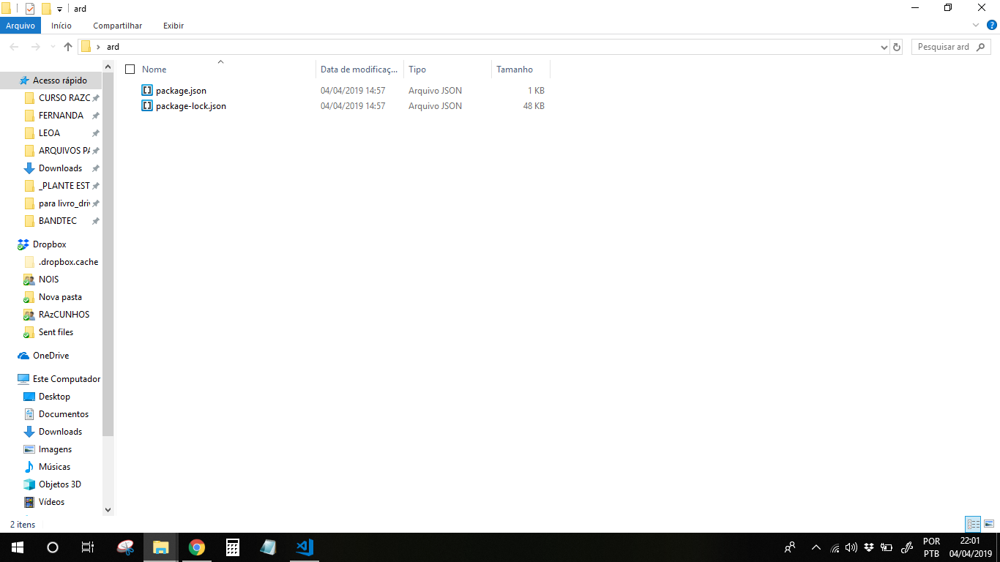 ard
Arquivo Início Compartilhar Exibir
ard
Pesquisar ard
Nome Data de modificaç... Tipo Tamanho
package.json 04/04/2019 14:57 Arquivo JSON 1 KB
package-lock.json 04/04/2019 14:57 Arquivo JSON 48 KB
Acesso rápido
CURSO RAZC
FERNANDA
LEOA
ARQUIVOS PA
Downloads
_PLANTE EST
para livro_driv
BANDTEC
Dropbox
.dropbox.cache
NOIS
Nova pasta
RAzCUNHOS
Sent files
OneDrive
Este Computador
Desktop
Documentos
Downloads
Imagens
Músicas
Objetos 3D
Vídeos
2 itens
POR
PTB
22:01
04/04/2019